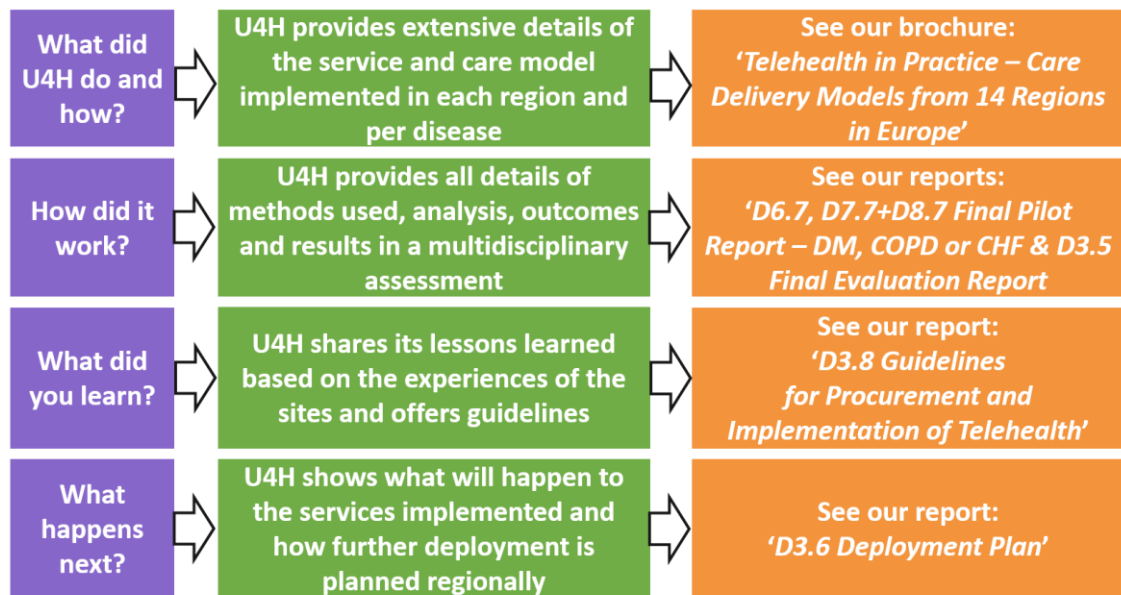 What did
U4H do and
how?
U4H provides extensive details of
the service and care model
implemented in each region and
per disease
See our brochure:
‘Telehealth in Practice – Care
Delivery Models from 14 Regions
in Europe’
How did it
work?
U4H provides all details of
methods used, analysis, outcomes
and results in a multidisciplinary
assessment
See our reports:
‘D6.7, D7.7+D8.7 Final Pilot
Report – DM, COPD or CHF & D3.5
Final Evaluation Report
What did
you learn?
U4H shares its lessons learned
based on the experiences of the
sites and offers guidelines
See our report:
‘D3.8 Guidelines
for Procurement and
Implementation of Telehealth’
What
happens
next?
U4H shows what will happen to
the services implemented and
how further deployment is
planned regionally
See our report:
‘D3.6 Deployment Plan’